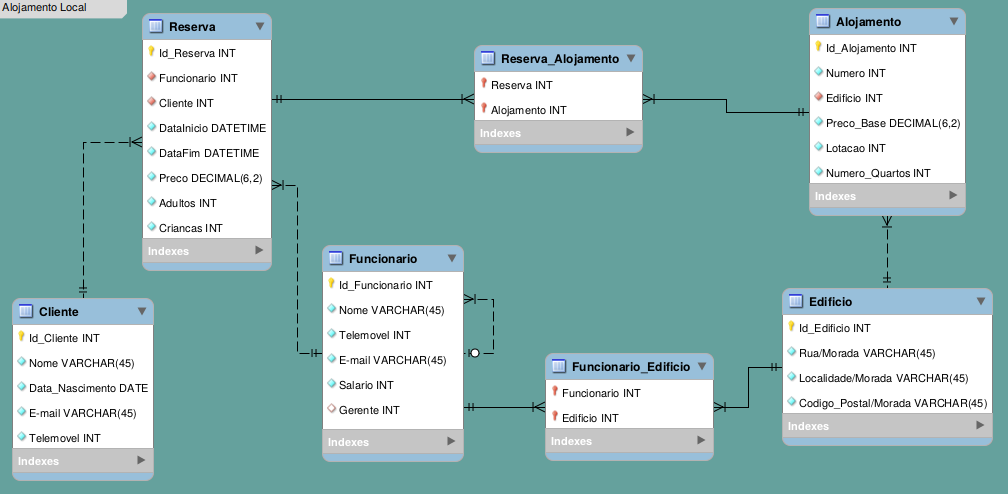 Alojamento Local
Reserva
Id_Reserva INT
Funcionario INT
Cliente INT
DataInicio DATETIME
DataFim DATETIME
Preco DECIMAL(6,2)
Adultos INT
Criancas INT
Indexes
Reserva_Alojamento
Reserva INT
Alojamento INT
Indexes
Alojamento
Id_Alojamento INT
Numero INT
Edificio INT
Preco_Base DECIMAL(6,2)
Lotacao INT
Numero_Quartos INT
Indexes
Cliente
Id_Cliente INT
Nome VARCHAR(45)
Data_Nascimento DATE
E-mail VARCHAR(45)
Telemovel INT
Indexes
Funcionario
Id_Funcionario INT
Nome VARCHAR(45)
Telemovel INT
E-mail VARCHAR(45)
Salario INT
Gerente INT
Indexes
Funcionario_Edificio
Funcionario INT
Edificio INT
Indexes
Edificio
Id_Edificio INT
Rua/Morada VARCHAR(45)
Localidade/Morada VARCHAR(45)
Codigo_Postal/Morada VARCHAR(45)
Indexes